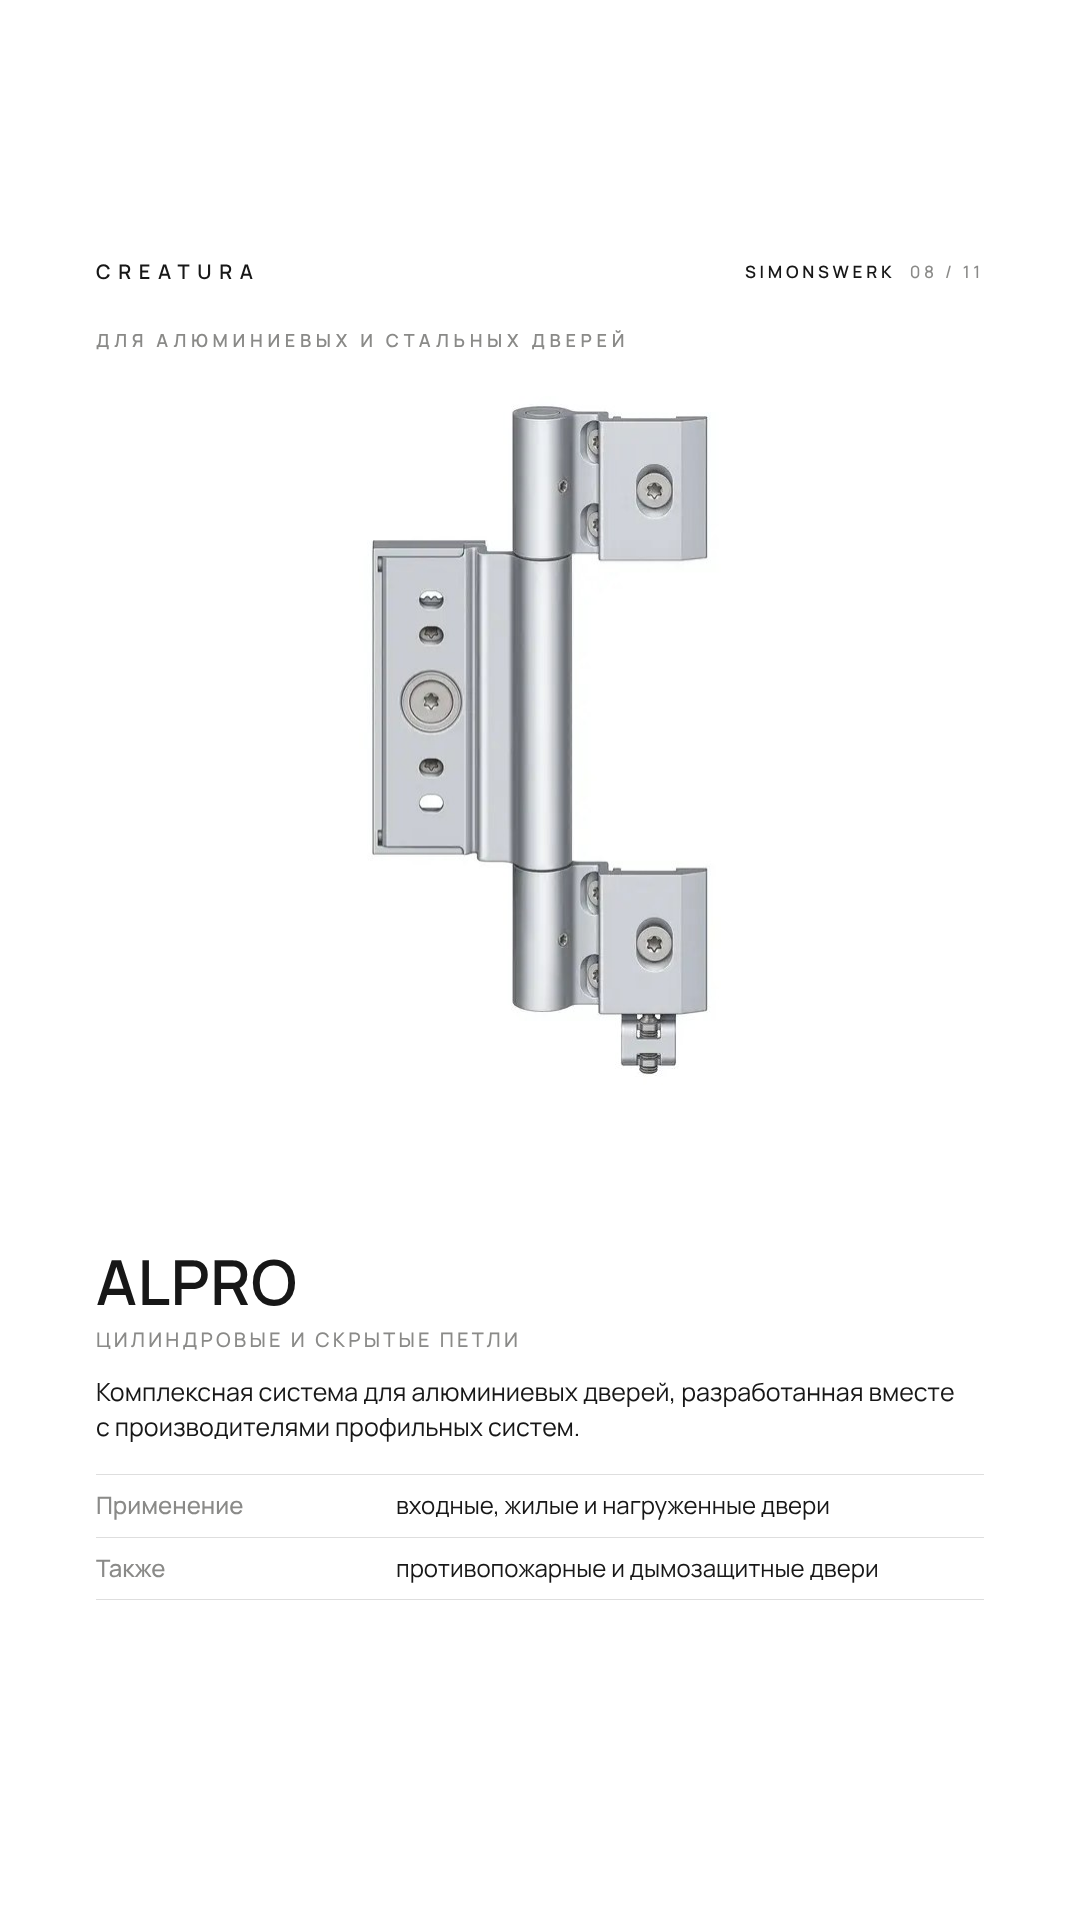 CREATURA
SIMONSWERK 08 / 11
ДЛЯ АЛЮМИНИЕВЫХ И СТАЛЬНЫХ ДВЕРЕЙ
ALPRO
ЦИЛИНДРОВЫЕ И СКРЫТЫЕ ПЕТЛИ
Комплексная система для алюминиевых дверей, разработанная вместе
с производителями профильных систем.
Применение входные, жилые и нагруженные двери
Также противопожарные и дымозащитные двери